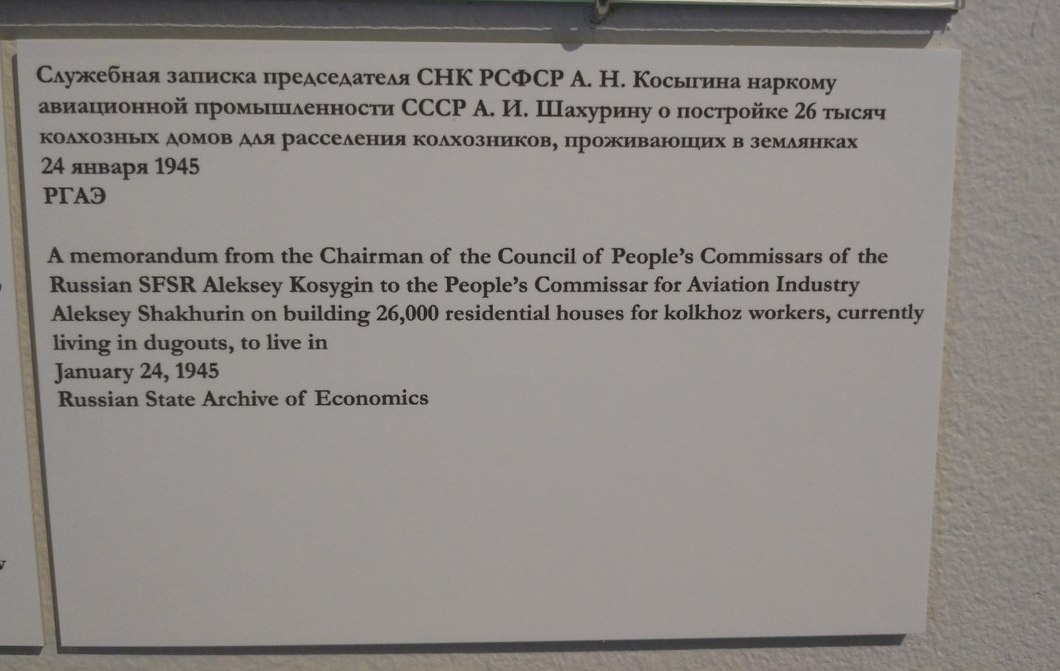 Служебная записка председателя СНК РСФСР А. Н. Косыгина наркому
авиационной промышленности СССР А. И. Шахурину о постройке 26 тысяч
колхозных домов для расселения колхозников, проживающих в землянках
24 января 1945
РГАЭ
A memorandum from the Chairman of the Council of People's Commissars of the
Russian SFSR Aleksey Kosygin to the People's Commissar for Aviation Industry
Aleksey Shakhurin on building 26,000 residential houses for kolkhoz workers, currently
living in dugouts, to live in
January 24, 1945
Russian State Archive of Economics